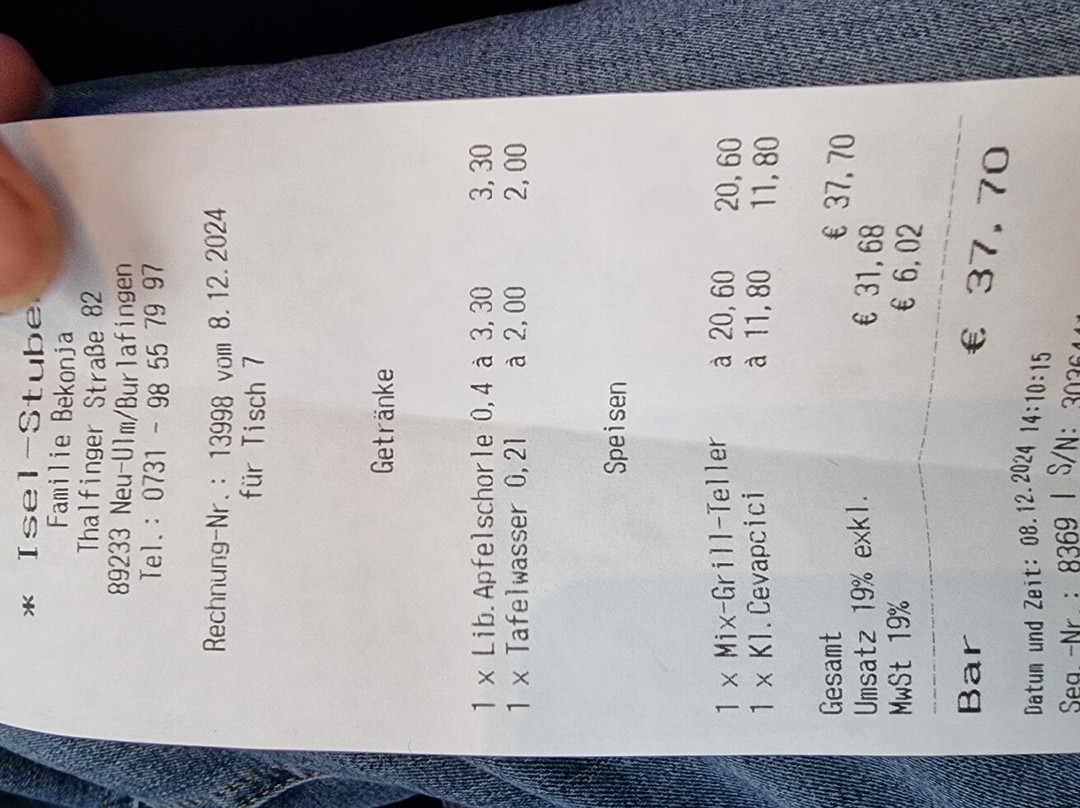 * Isel-Stube
Familie Bekonja
Thalfinger Straße 82
89233 Neu-Ulm/Burlafingen
Tel.: 0731 - 98 55 79 97
Rechnung-Nr.: 13998 vom 8.12.2024
für Tisch 7
Getränke
1 x Lib.Apfelschorle 0,4 à 3,30 3,30
1 x Tafelwasser 0,2l à 2,00 2,00
Speisen
1 x Mix-Grill-Teller à 20,60 20,60
1 x Kl.Cevapcici à 11,80 11,80
Gesamt € 37,70
Umsatz 19% exkl. € 31,68
MwSt 19% € 6,02
Bar € 37,70
Datum und Zeit: 08.12.2024 14:10:15
Seq.-Nr.: 8369 | S/N: